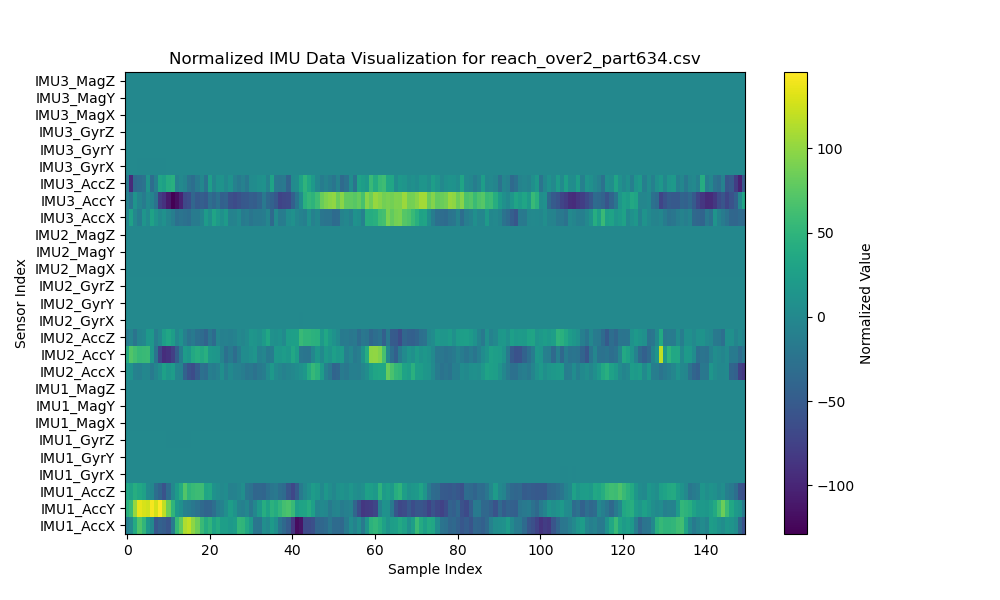 Normalized IMU Data Visualization for reach_over2_part634.csv
IMU3_MagZ
IMU3_MagY
IMU3_MagX
IMU3_GyrZ
IMU3_GyrY
IMU3_GyrX
IMU3_AccZ
IMU3_AccY
IMU3_AccX
IMU2_MagZ
IMU2_MagY
IMU2_MagX
IMU2_GyrZ
IMU2_GyrY
IMU2_GyrX
IMU2_AccZ
IMU2_AccY
IMU2_AccX
IMU1_MagZ
IMU1_MagY
IMU1_MagX
IMU1_GyrZ
IMU1_GyrY
IMU1_GyrX
IMU1_AccZ
IMU1_AccY
IMU1_AccX
Sensor Index
0 20 40 60 80 100 120 140
Sample Index
100
50
0
−50
−100
Normalized Value